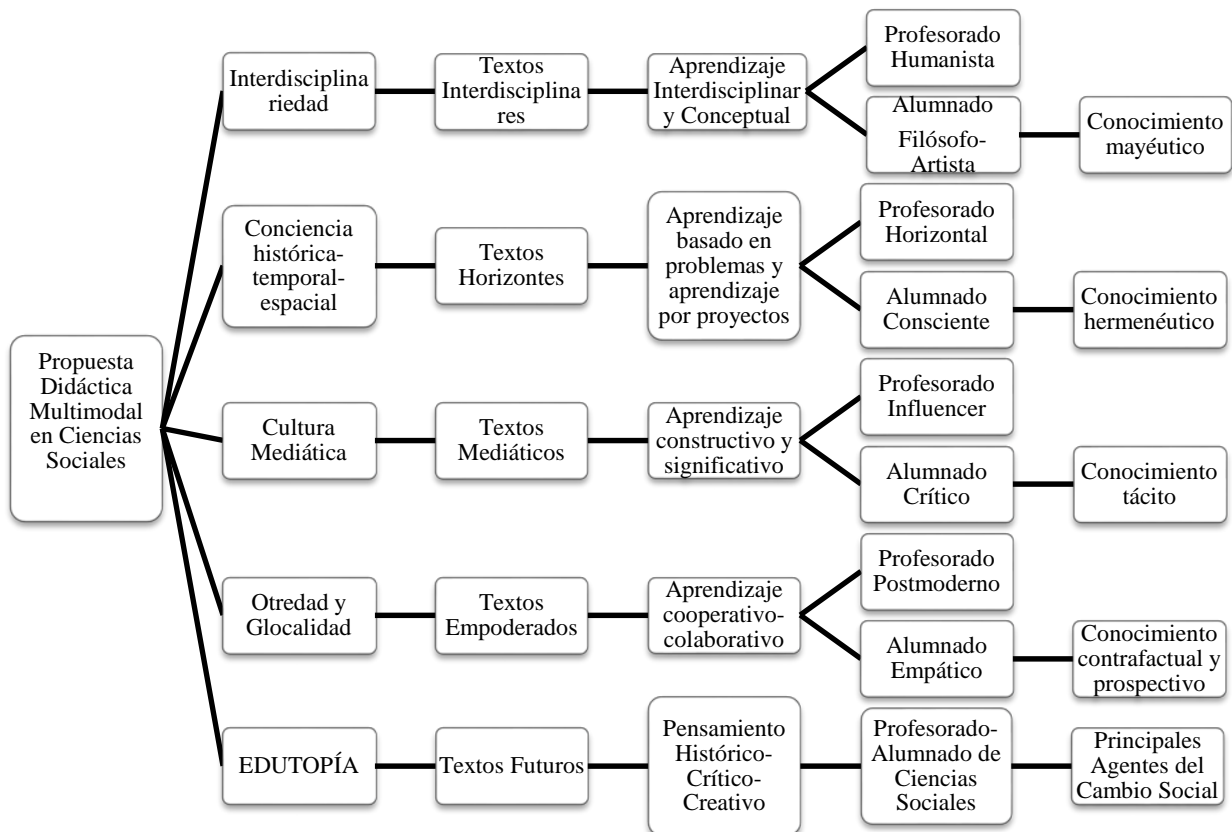 Propuesta
Didáctica
Multimodal
en Ciencias
Sociales
Interdisciplina
riedad
Textos
Interdisciplina
res
Aprendizaje
Interdisciplinar
y Conceptual
Profesorado
Humanista
Alumnado
Filósofo-
Artista
Conocimiento
mayéutico
Conciencia
histórica-
temporal-
espacial
Textos
Horizontes
Aprendizaje
basado en
problemas y
aprendizaje
por proyectos
Profesorado
Horizontal
Alumnado
Consciente
Conocimiento
hermenéutico
Cultura
Mediática
Textos
Mediáticos
Aprendizaje
constructivo y
significativo
Profesorado
Influencer
Alumnado
Crítico
Conocimiento
tácito
Otredad y
Glocalidad
Textos
Empoderados
Aprendizaje
cooperativo-
colaborativo
Profesorado
Postmoderno
Alumnado
Empático
Conocimiento
contrafactual y
prospectivo
EDUTOPÍA
Textos Futuros
Pensamiento
Histórico-
Crítico-
Creativo
Profesorado-
Alumnado de
Ciencias
Sociales
Principales
Agentes del
Cambio Social